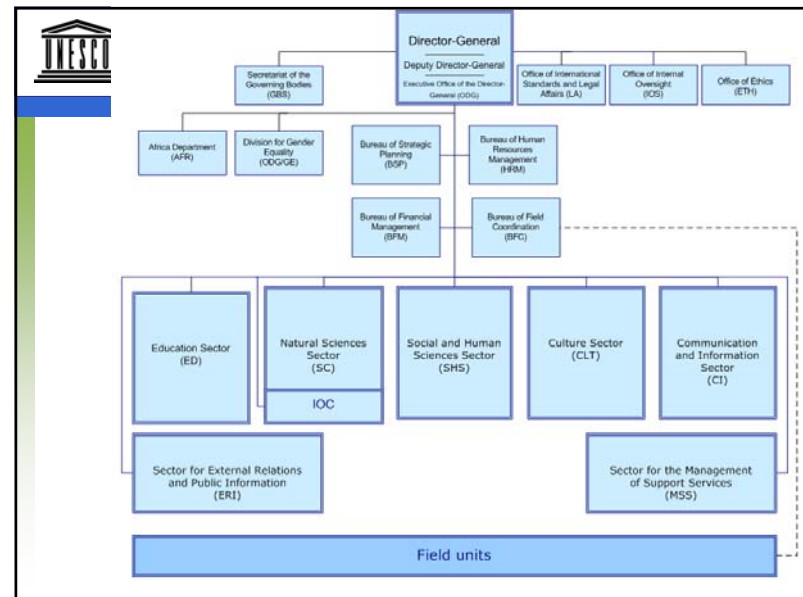 UNESCO
Director-General
Deputy Director-General
Executive Office of the Director-
General (ODG)
Secretariat of the
Governing Bodies
(GBS)
Office of International
Standards and Legal
Affairs (LA)
Office of Internal
Oversight
(IOS)
Office of Ethics
(ETH)
Africa Department
(AFR)
Division for Gender
Equality
(ODG/GE)
Bureau of Strategic
Planning
(BSP)
Bureau of Human
Resources
Management
(HRM)
Bureau of Financial
Management
(BFM)
Bureau of Field
Coordination
(BFC)
Education Sector
(ED)
Natural Sciences
Sector
(SC)
IOC
Social and Human
Sciences Sector
(SHS)
Culture Sector
(CLT)
Communication
and Information
Sector
(CI)
Sector for External Relations
and Public Information
(ERI)
Sector for the Management
of Support Services
(MSS)
Field units